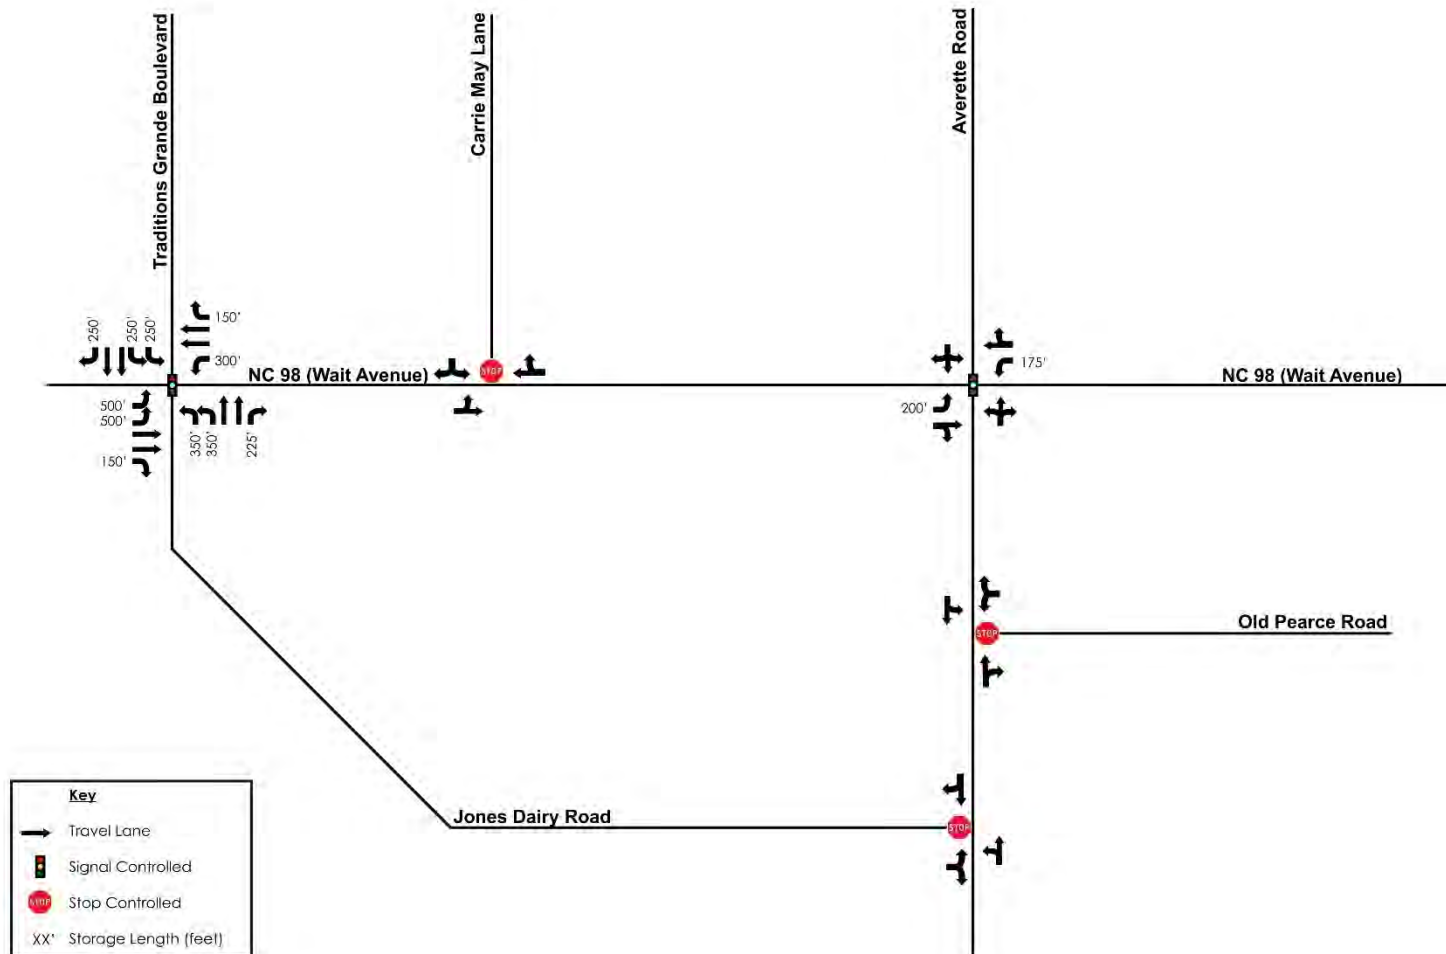 Traditions Grande Boulevard
Carrie May Lane
Averette Road
250'
250'
250'
150'
300'
NC 98 (Wait Avenue)
STOP
175'
NC 98 (Wait Avenue)
500'
500'
150'
350'
350'
225'
200'
STOP
Old Pearce Road
Jones Dairy Road
STOP
Key
Travel Lane
Signal Controlled
STOP
Stop Controlled
XX' Storage Length (feet)